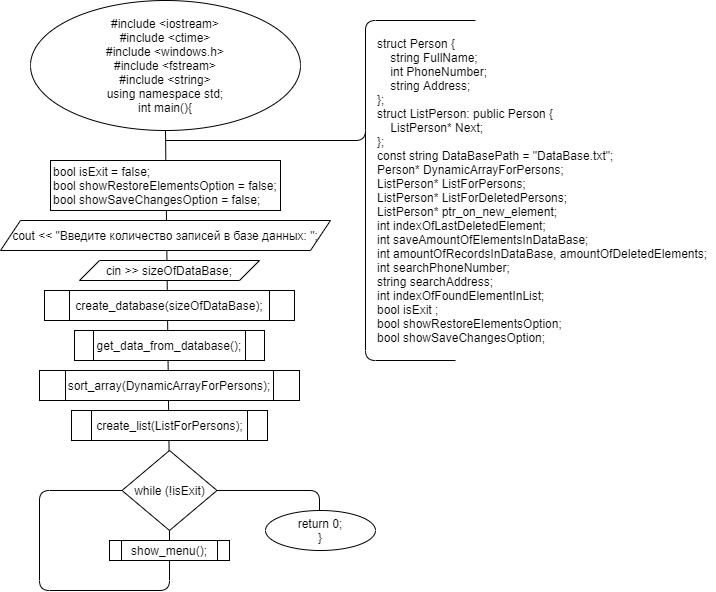 #include <iostream>
#include <ctime>
#include <windows.h>
#include <fstream>
#include <string>
using namespace std;
int main(){
struct Person {
string FullName;
int PhoneNumber;
string Address;
};
struct ListPerson: public Person {
ListPerson* Next;
};
const string DataBasePath = "DataBase.txt";
Person* DynamicArrayForPersons;
ListPerson* ListForPersons;
ListPerson* ListForDeletedPersons;
ListPerson* ptr_on_new_element;
int indexOfLastDeletedElement;
int saveAmountOfElementsInDataBase;
int amountOfRecordsInDataBase, amountOfDeletedElements;
int searchPhoneNumber;
string searchAddress;
int indexOfFoundElementInList;
bool isExit ;
bool showRestoreElementsOption;
bool showSaveChangesOption;
bool isExit = false;
bool showRestoreElementsOption = false;
bool showSaveChangesOption = false;
cout << "Введите количество записей в базе данных: ";
cin >> sizeOfDataBase;
create_database(sizeOfDataBase);
get_data_from_database();
sort_array(DynamicArrayForPersons);
create_list(ListForPersons);
while (!isExit)
return 0;
}
show_menu();